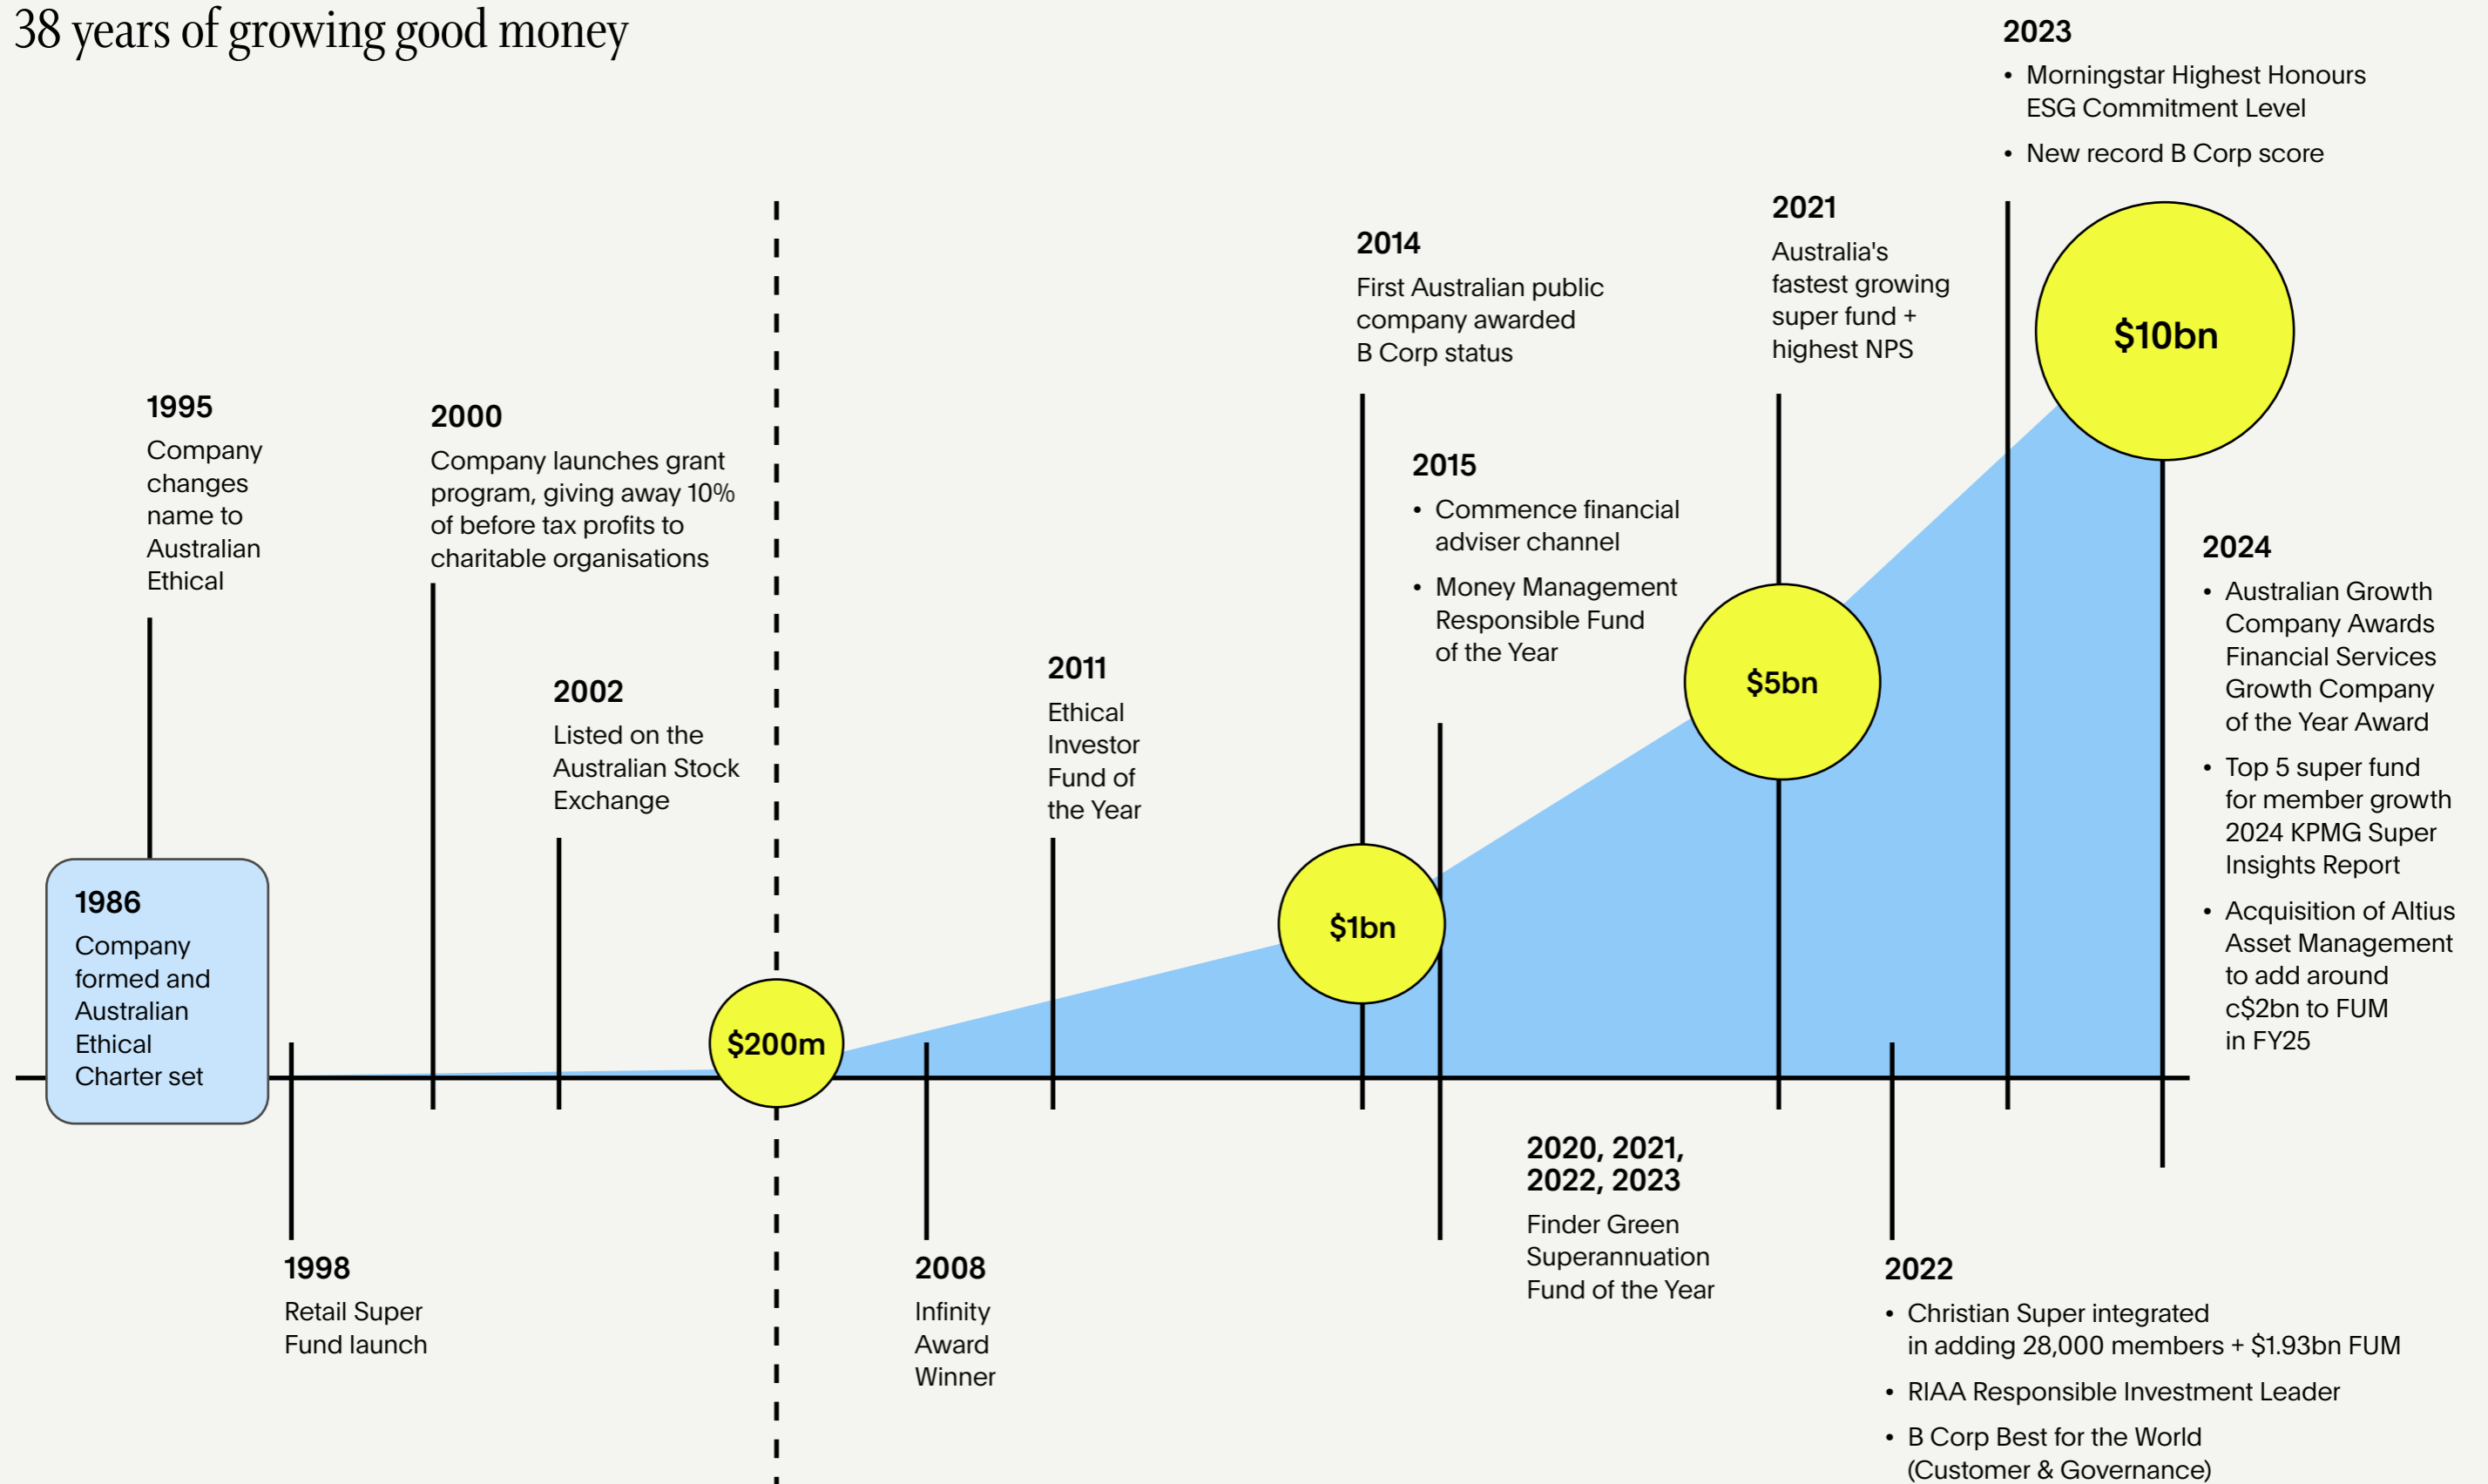 38 years of growing good money
1986
Company
formed and
Australian
Ethical
Charter set
1995
Company
changes
name to
Australian
Ethical
1998
Retail Super
Fund launch
2000
Company launches grant
program, giving away 10%
of before tax profits to
charitable organisations
2002
Listed on the
Australian Stock
Exchange
$200m
2008
Infinity
Award
Winner
2011
Ethical
Investor
Fund of
the Year
2014
First Australian public
company awarded
B Corp status
$1bn
2015
• Commence financial
adviser channel
• Money Management
Responsible Fund
of the Year
2020, 2021,
2022, 2023
Finder Green
Superannuation
Fund of the Year
2021
Australia's
fastest growing
super fund +
highest NPS
$5bn
2022
• Christian Super integrated
in adding 28,000 members + $1.93bn FUM
• RIAA Responsible Investment Leader
• B Corp Best for the World
(Customer & Governance)
2023
• Morningstar Highest Honours
ESG Commitment Level
• New record B Corp score
$10bn
2024
• Australian Growth
Company Awards
Financial Services
Growth Company
of the Year Award
• Top 5 super fund
for member growth
2024 KPMG Super
Insights Report
• Acquisition of Altius
Asset Management
to add around
c$2bn to FUM
in FY25